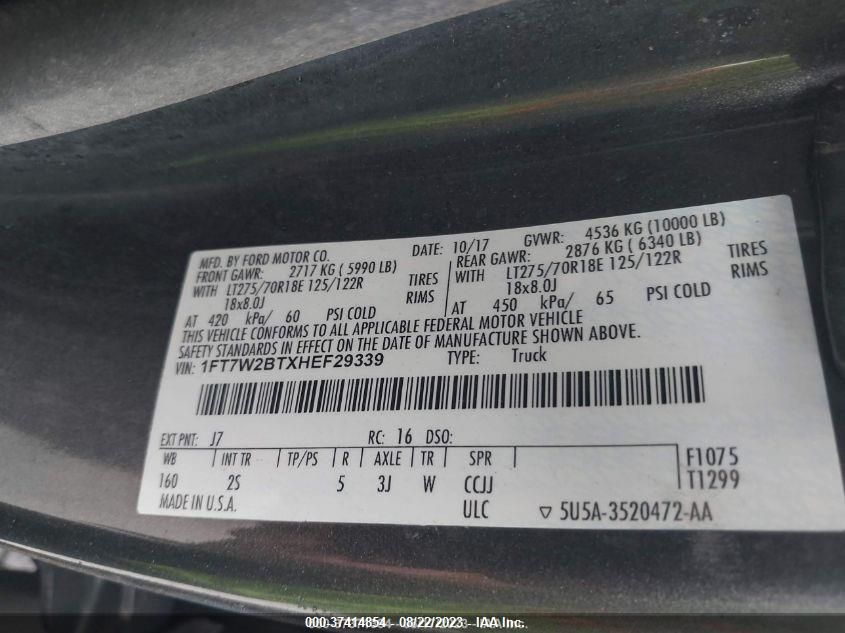 MFD. BY FORD MOTOR CO. DATE: 10/17 GVWR: 4536 KG (10000 LB)
FRONT GAWR: 2717 KG ( 5990 LB) REAR GAWR: 2876 KG ( 6340 LB)
WITH LT275/70R18E 125/122R TIRES WITH LT275/70R18E 125/122R TIRES
18x8.0J RIMS 18x8.0J RIMS
AT 420 kPa/ 60 PSI COLD AT 450 kPa/ 65 PSI COLD
THIS VEHICLE CONFORMS TO ALL APPLICABLE FEDERAL MOTOR VEHICLE
SAFETY STANDARDS IN EFFECT ON THE DATE OF MANUFACTURE SHOWN ABOVE.
VIN: 1FT7W2BTXHEF29339 TYPE: Truck
EXT PNT: J7 RC: 16 DSO:
WB INT TR TP/PS R AXLE TR SPR F1075
160 2S 5 3J W CCJJ T1299
MADE IN U.S.A. ULC ▽ 5U5A-3520472-AA
000-37414854 - 08/22/2023 - IAA Inc.